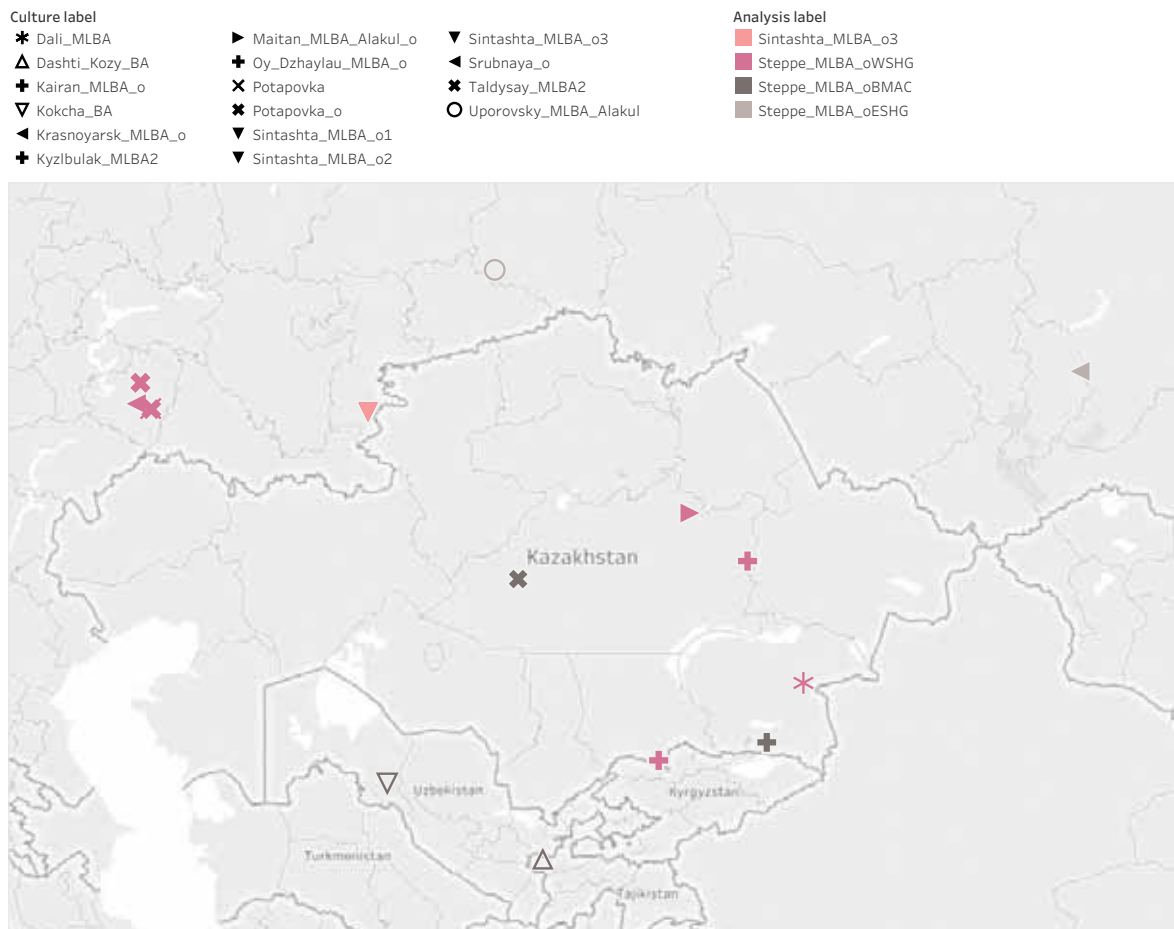 Culture label
Dali_MLBA
Dashti_Kozy_BA
Kairan_MLBA_o
Kokcha_BA
Krasnoyarsk_MLBA_o
Kyzlbulak_MLBA2
Maitan_MLBA_Alakul_o
Oy_Dzhaylau_MLBA_o
Potapovka
Potapovka_o
Sintashta_MLBA_o1
Sintashta_MLBA_o2
Sintashta_MLBA_o3
Srubnaya_o
Taldysay_MLBA2
Uporovsky_MLBA_Alakul
Analysis label
Sintashta_MLBA_o3
Steppe_MLBA_oWSHG
Steppe_MLBA_oBMAC
Steppe_MLBA_oESHG
Kazakhstan
Uzbekistan
Kyrgyzstan
Turkmenistan
Tajikistan